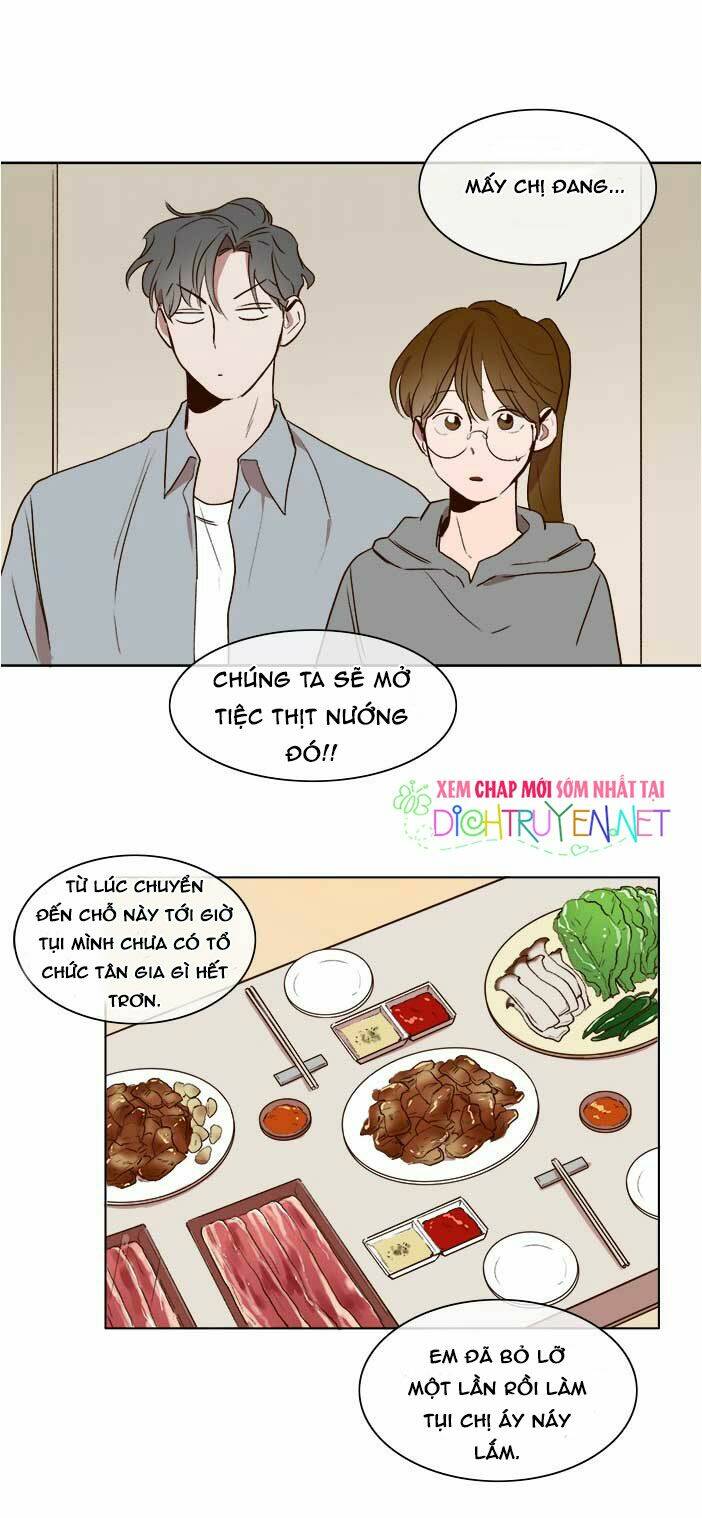 MẤY CHỊ ĐANG...
CHÚNG TA SẼ MỞ
TIỆC THỊT NƯỚNG
ĐÓ!!
XEM CHAP MỚI SỚM NHẤT TẠI
DICHTRUYEN.NET
TỪ LÚC CHUYỂN
ĐẾN CHỖ NÀY TỚI GIỜ
TỤI MÌNH CHƯA CÓ TỔ
CHỨC TÂN GIA GÌ HẾT
TRƠN.
EM ĐÃ BỎ LỠ
MỘT LẦN RỒI LÀM
TỤI CHỊ ÁY NÁY
LẮM.